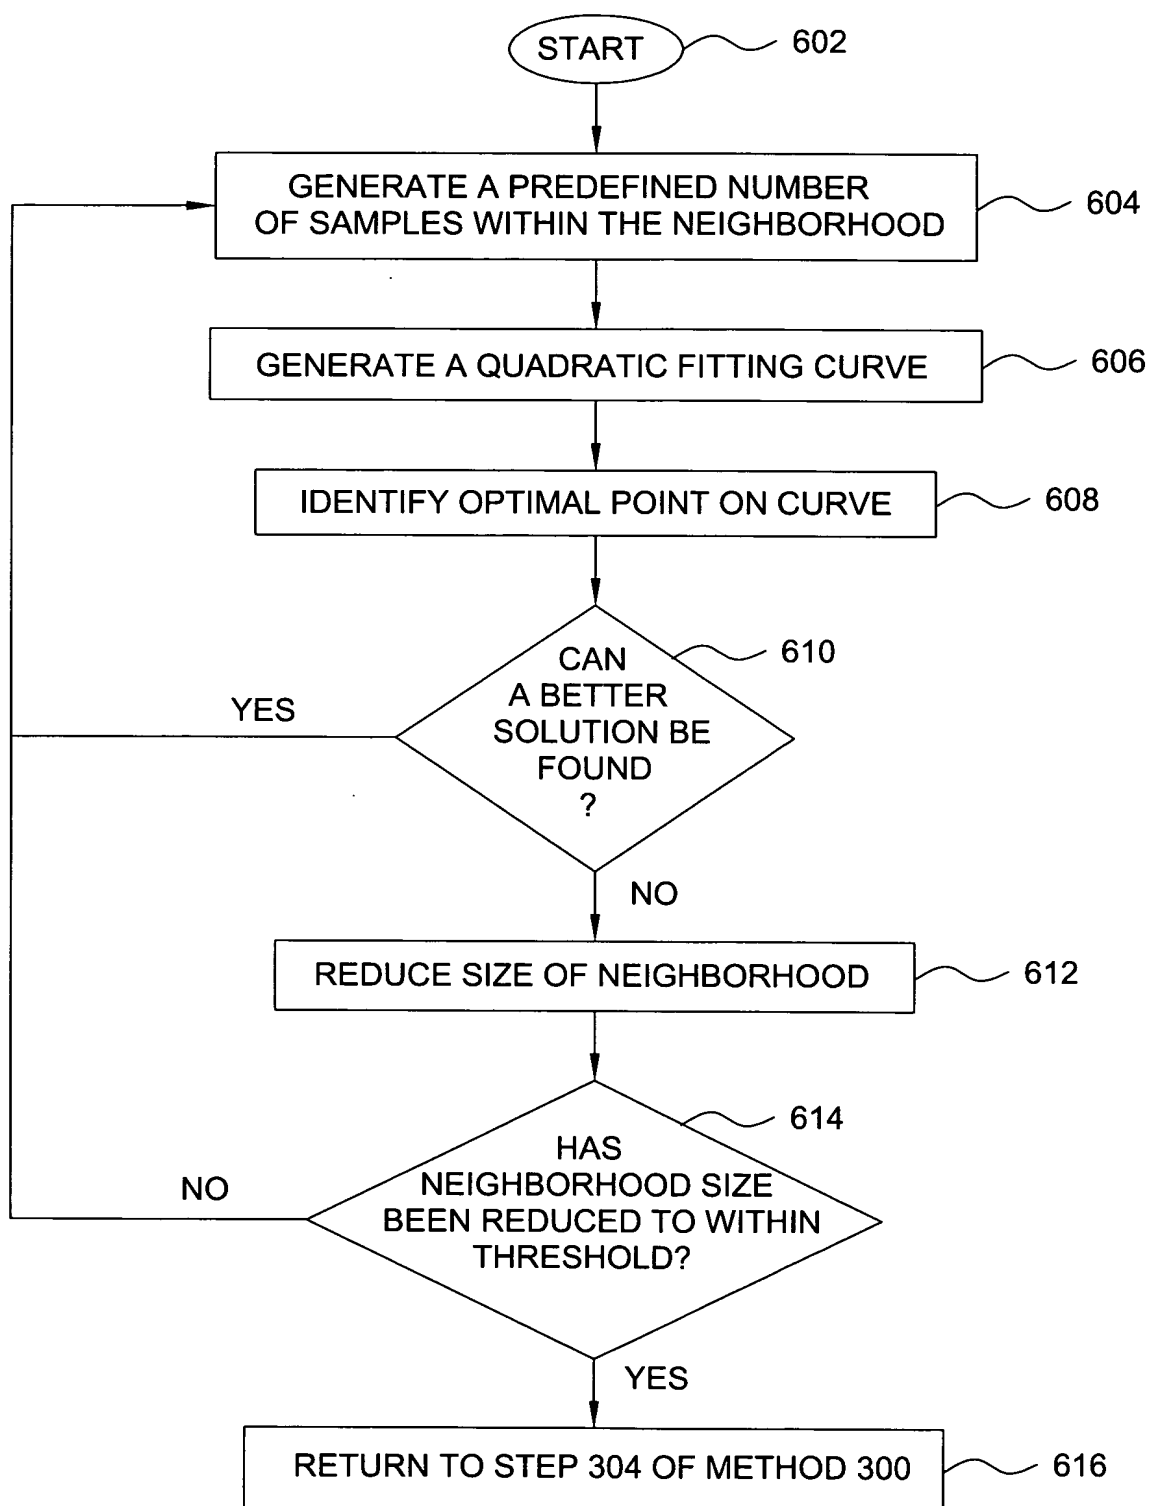 START
602
GENERATE A PREDEFINED NUMBER
OF SAMPLES WITHIN THE NEIGHBORHOOD
604
GENERATE A QUADRATIC FITTING CURVE
606
IDENTIFY OPTIMAL POINT ON CURVE
608
CAN
A BETTER
SOLUTION BE
FOUND
?
610
YES
NO
REDUCE SIZE OF NEIGHBORHOOD
612
HAS
NEIGHBORHOOD SIZE
BEEN REDUCED TO WITHIN
THRESHOLD?
614
NO
YES
RETURN TO STEP 304 OF METHOD 300
616